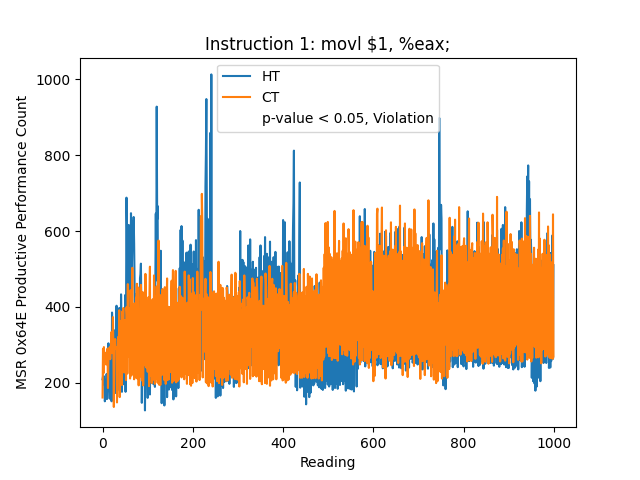 Instruction 1: movl $1, %eax;
HT
CT
p-value < 0.05, Violation
MSR 0x64E Productive Performance Count
1000
800
600
400
200
0
200
400
600
800
1000
Reading